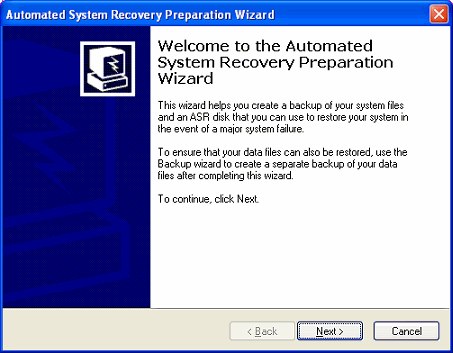 Automated System Recovery Preparation Wizard
Welcome to the Automated
System Recovery Preparation
Wizard
This wizard helps you create a backup of your system files
and an ASR disk that you can use to restore your system in
the event of a major system failure.
To ensure that your data files can also be restored, use the
Backup wizard to create a separate backup of your data
files after completing this wizard.
To continue, click Next.
< Back
Next >
Cancel